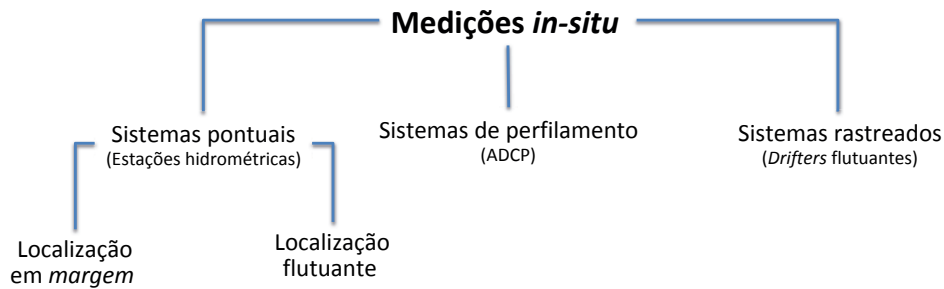 Medições in-situ
Sistemas pontuais
(Estações hidrométricas)
Sistemas de perfilamento
(ADCP)
Sistemas rastreados
(Drifters flutuantes)
Localização
em margem
Localização
flutuante